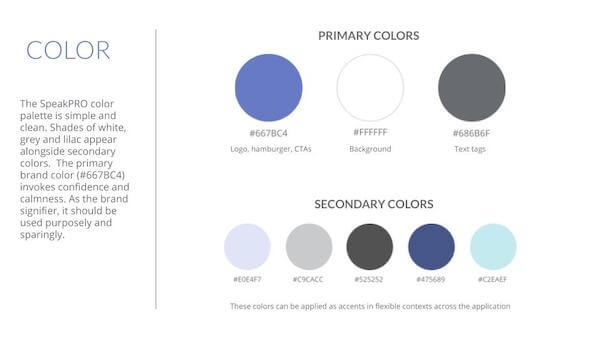 COLOR
The SpeakPRO color
palette is simple and
clean. Shades of white,
grey and lilac appear
alongside secondary
colors.  The primary
brand color (#667BC4)
invokes confidence and
calmness. As the brand
signifier, it should be
used purposely and
sparingly.
PRIMARY COLORS
#667BC4 #FFFFFF #686B6F
Logo, hamburger, CTAs Background Text tags
SECONDARY COLORS
#E0E4F7 #C9CACC #525252 #475689 #C2EAEF
These colors can be applied as accents in flexible contexts across the application